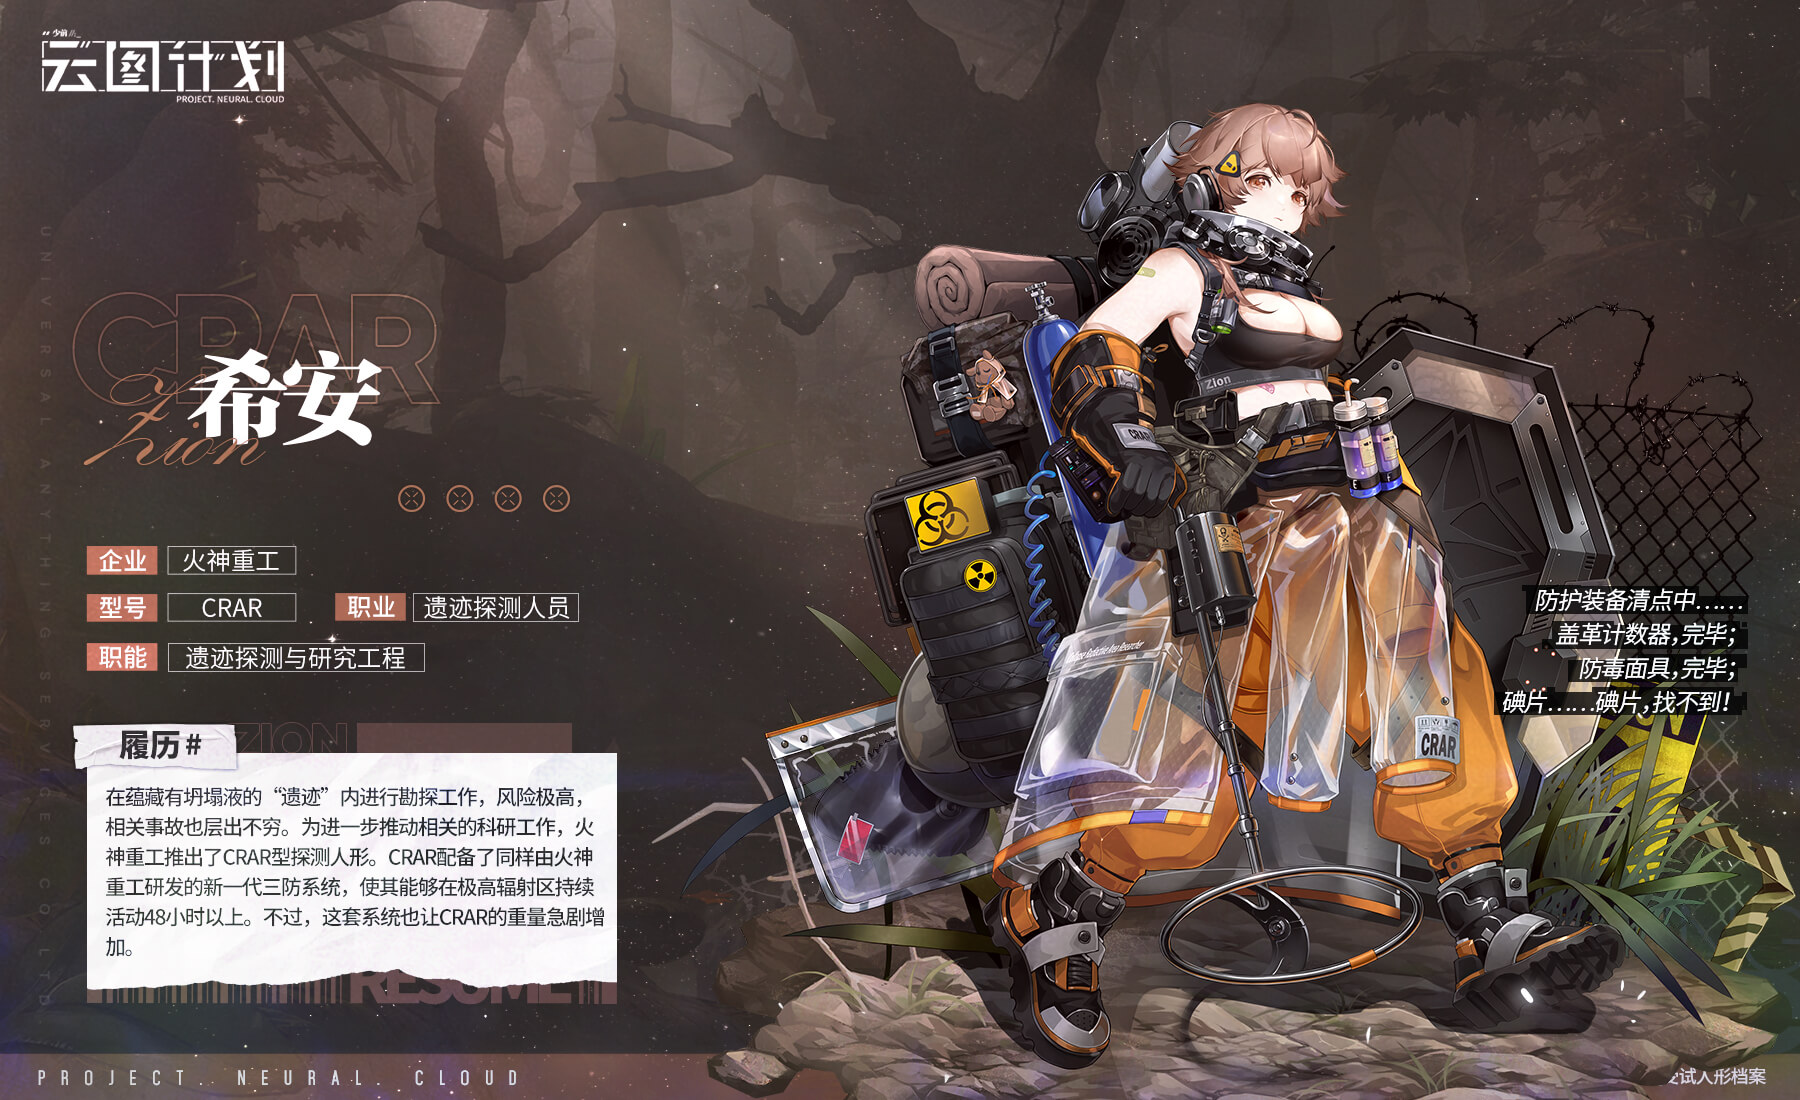 少前
云图计划
PROJECT. NEURAL. CLOUD
UNIVERSAL ANYTHING SERVICES CO LTD
CRAR
希安
Zion
企业 火神重工
型号 CRAR 职业 遗迹探测人员
职能 遗迹探测与研究工程
ZION
履历#
在蕴藏有坍塌液的“遗迹”内进行勘探工作，风险极高，
相关事故也层出不穷。为进一步推动相关的科研工作，火
神重工推出了CRAR型探测人形。CRAR配备了同样由火神
重工研发的新一代三防系统，使其能够在极高辐射区持续
活动48小时以上。不过，这套系统也让CRAR的重量急剧增
加。
RESUME
PROJECT. NEURAL. CLOUD
Zion
CRAR
CRAR
防护装备清点中……
盖革计数器，完毕；
防毒面具，完毕；
碘片……碘片，找不到！
试人形档案